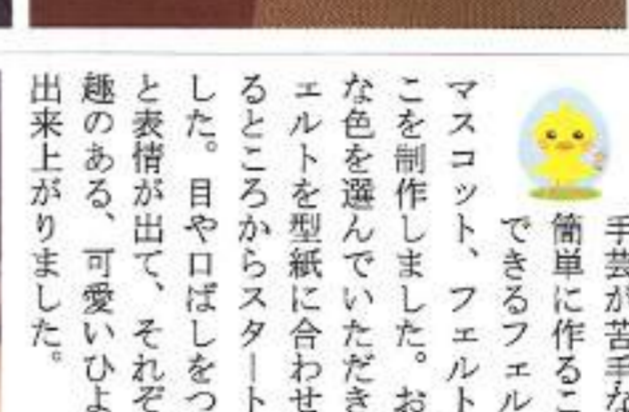 手芸が苦手な
簡単に作るこ
できるフェル
マスコット、フェルト
こを制作しました。お
な色を選んでいただき
ェルトを型紙に合わせ
るところからスタート
した。目や口ばしをつ
と表情が出て、それぞ
趣のある、可愛いひよ
出来上がりました。